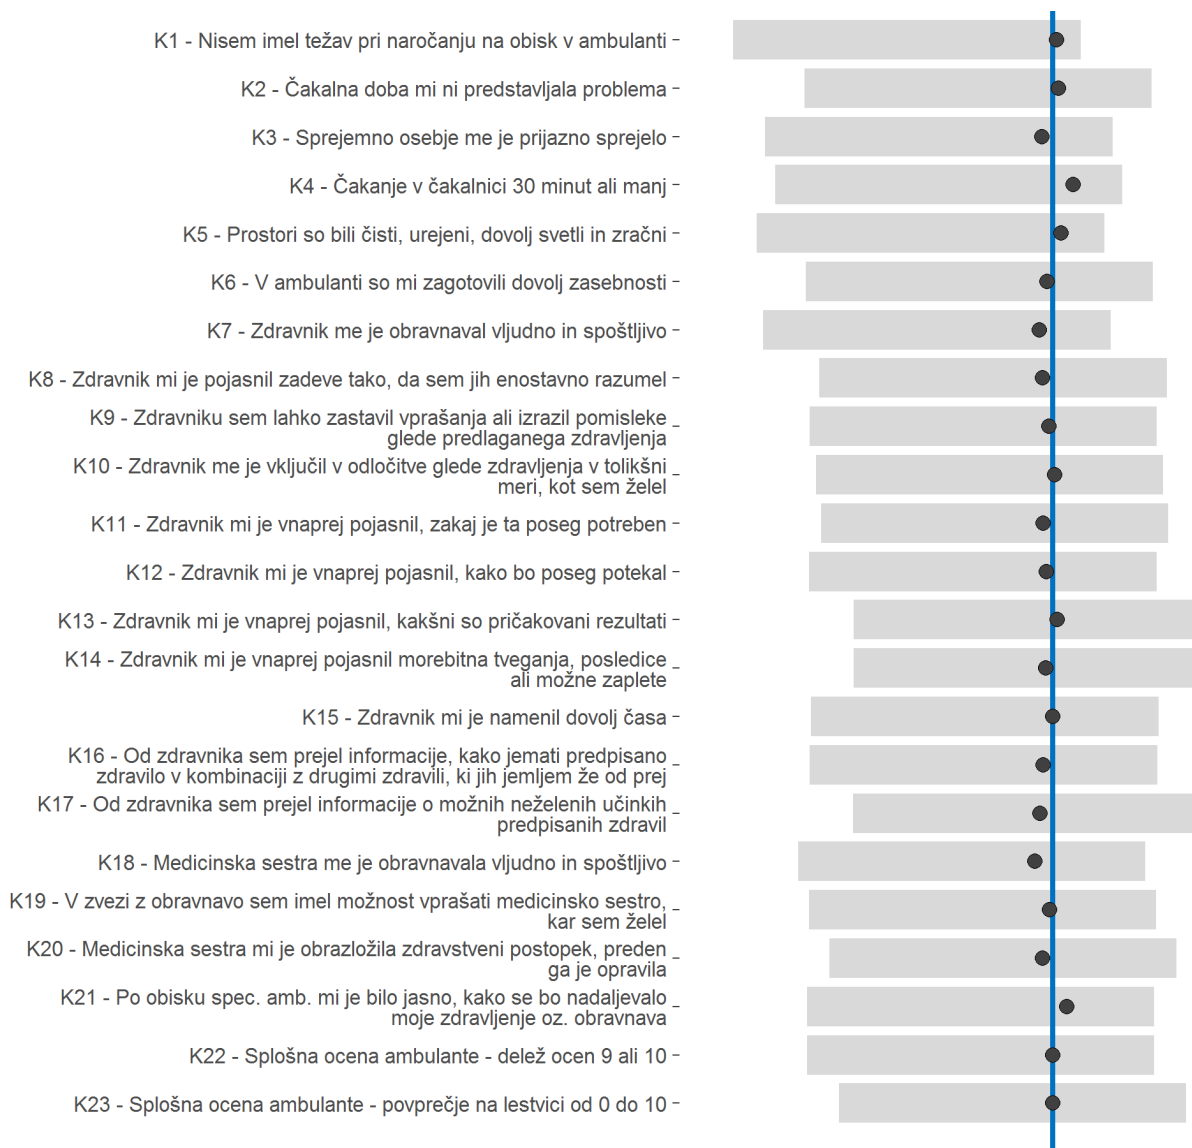 K1 - Nisem imel težav pri naročanju na obisk v ambulanti
K2 - Čakalna doba mi ni predstavljala problema
K3 - Sprejemno osebje me je prijazno sprejelo
K4 - Čakanje v čakalnici 30 minut ali manj
K5 - Prostori so bili čisti, urejeni, dovolj svetli in zračni
K6 - V ambulanti so mi zagotovili dovolj zasebnosti
K7 - Zdravnik me je obravnaval vljudno in spoštljivo
K8 - Zdravnik mi je pojasnil zadeve tako, da sem jih enostavno razumel
K9 - Zdravniku sem lahko zastavil vprašanja ali izrazil pomisleke
glede predlaganega zdravljenja
K10 - Zdravnik me je vključil v odločitve glede zdravljenja v tolikšni
meri, kot sem želel
K11 - Zdravnik mi je vnaprej pojasnil, zakaj je ta poseg potreben
K12 - Zdravnik mi je vnaprej pojasnil, kako bo poseg potekal
K13 - Zdravnik mi je vnaprej pojasnil, kakšni so pričakovani rezultati
K14 - Zdravnik mi je vnaprej pojasnil morebitna tveganja, posledice
ali možne zaplete
K15 - Zdravnik mi je namenil dovolj časa
K16 - Od zdravnika sem prejel informacije, kako jemati predpisano
zdravilo v kombinaciji z drugimi zdravili, ki jih jemljem že od prej
K17 - Od zdravnika sem prejel informacije o možnih neželenih učinkih
predpisanih zdravil
K18 - Medicinska sestra me je obravnavala vljudno in spoštljivo
K19 - V zvezi z obravnavo sem imel možnost vprašati medicinsko sestro,
kar sem želel
K20 - Medicinska sestra mi je obrazložila zdravstveni postopek, preden
ga je opravila
K21 - Po obisku spec. amb. mi je bilo jasno, kako se bo nadaljevalo
moje zdravljenje oz. obravnava
K22 - Splošna ocena ambulante - delež ocen 9 ali 10
K23 - Splošna ocena ambulante - povprečje na lestvici od 0 do 10